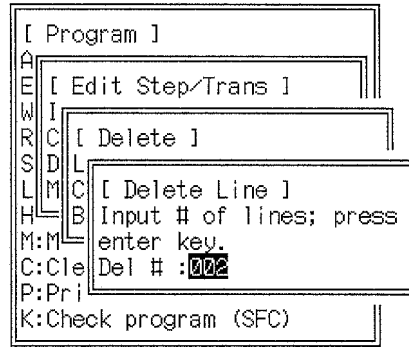 [ Program ]
A
E [ Edit Step/Trans ]
W I
R C [ Delete ]
S D L
L M C [ Delete Line ]
H B Input # of lines; press
M:M enter key.
C:Cle Del # :002
P:Pri
K:Check program (SFC)